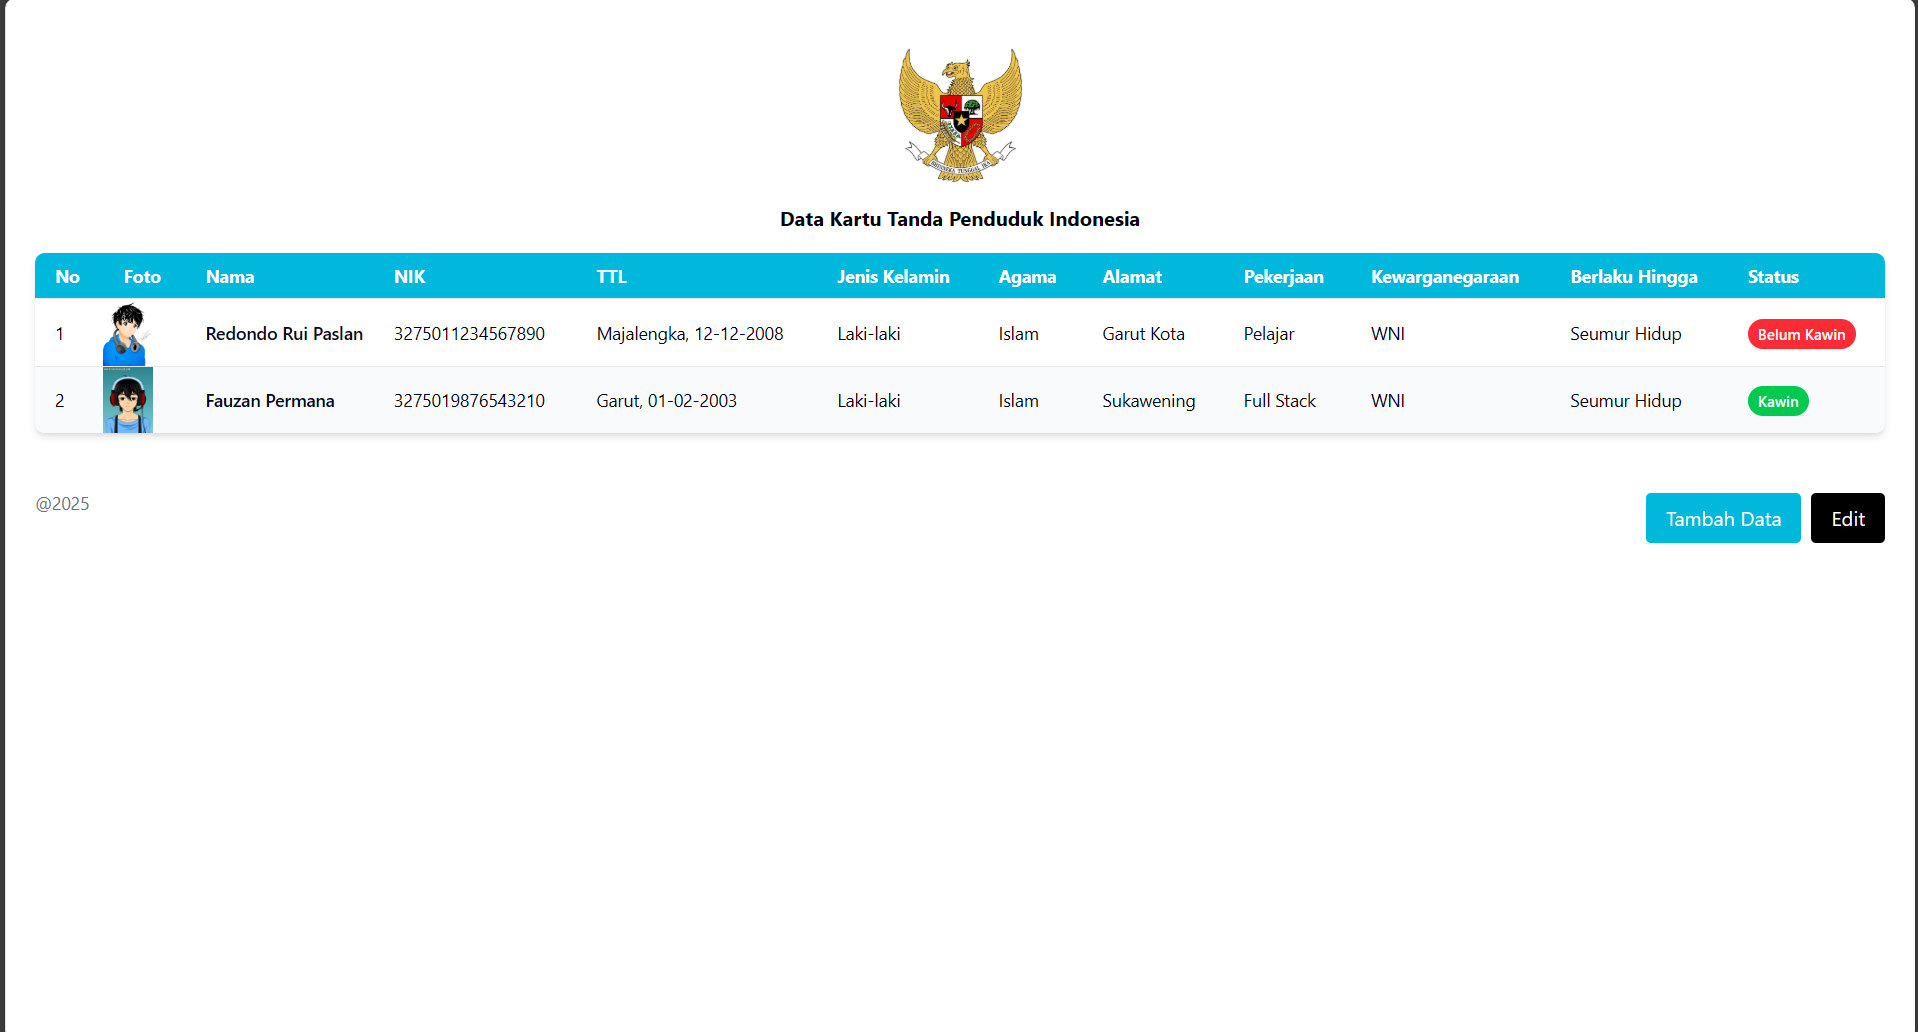 BHINNEKA TUNGGAL IKA
Data Kartu Tanda Penduduk Indonesia
No Foto Nama NIK TTL Jenis Kelamin Agama Alamat Pekerjaan Kewarganegaraan Berlaku Hingga Status
1 Redondo Rui Paslan 3275011234567890 Majalengka, 12-12-2008 Laki-laki Islam Garut Kota Pelajar WNI Seumur Hidup Belum Kawin
2 Fauzan Permana 3275019876543210 Garut, 01-02-2003 Laki-laki Islam Sukawening Full Stack WNI Seumur Hidup Kawin
@2025 Tambah Data Edit